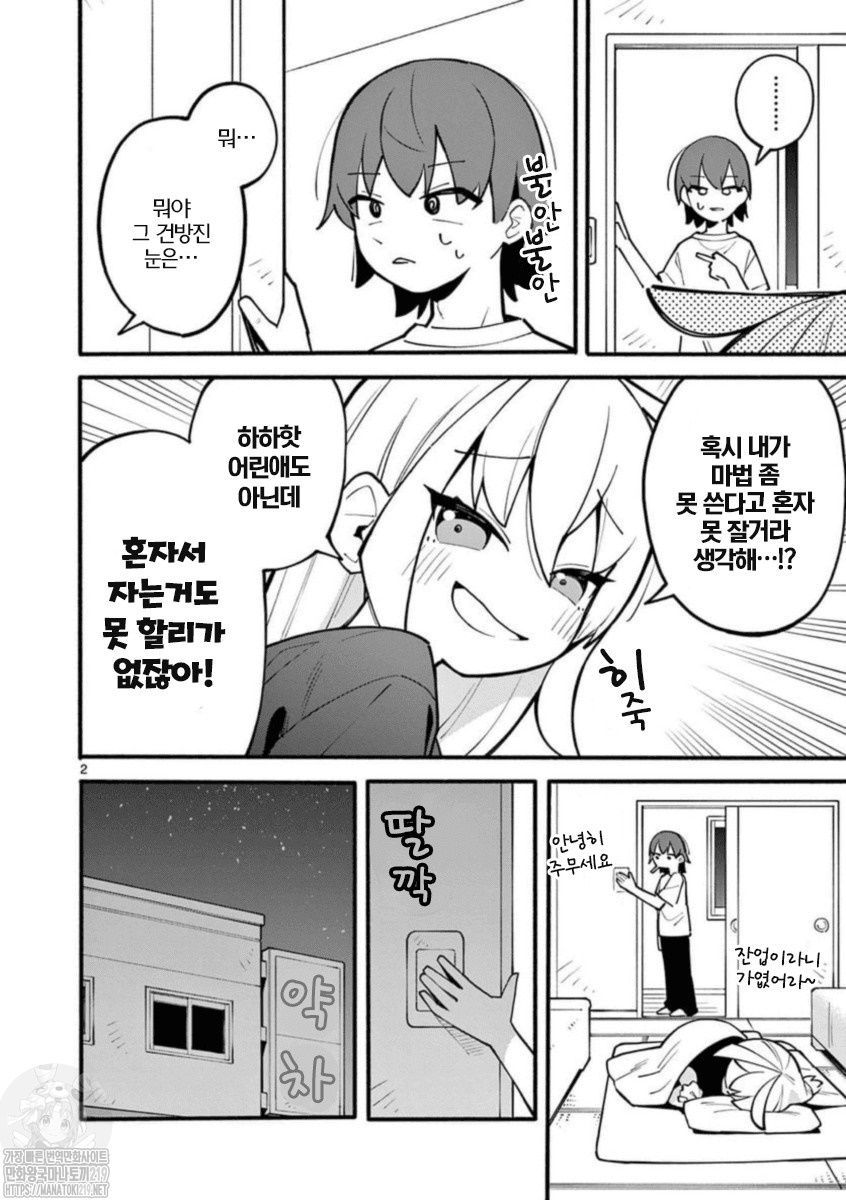 ………
불안불안
뭐…
뭐야
그 건방진
눈은…
혹시 내가
마법 좀
못 쓴다고 혼자
못 잘거라
생각해…!?
히죽
하하핫
어린애도
아닌데
혼자서
자는거도
못 할리가
없잖아!
2
안녕히
주무세요
잔업이라니
가엾어라~
딸깍
약차
가장 빠른 번역만화사이트
만화왕국마나토끼219
HTTPS://MANATOKI219.NET